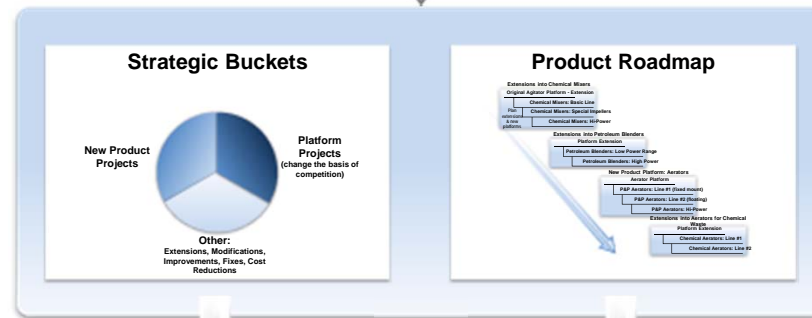 Strategic Buckets
New Product
Projects
Platform
Projects
(change the basis of
competition)
Other:
Extensions, Modifications,
Improvements, Fixes, Cost
Reductions
Product Roadmap
Extensions into Chemical Mixers
Original Agitator Platform - Extension
Chemical Mixers: Basic Line
Plan
extensions
& new
platforms
Chemical Mixers: Special Impellers
Chemical Mixers: Hi-Power
Extensions into Petroleum Blenders
Platform Extension
Petroleum Blenders: Low Power Range
Petroleum Blenders: High Power
New Product Platform: Aerators
Aerator Platform
P&P Aerators: Line #1 (fixed mount)
P&P Aerators: Line #2 (floating)
P&P Aerators: Hi-Power
Extensions into Aerators for Chemical
Waste
Platform Extension
Chemical Aerators: Line #1
Chemical Aerators: Line #2